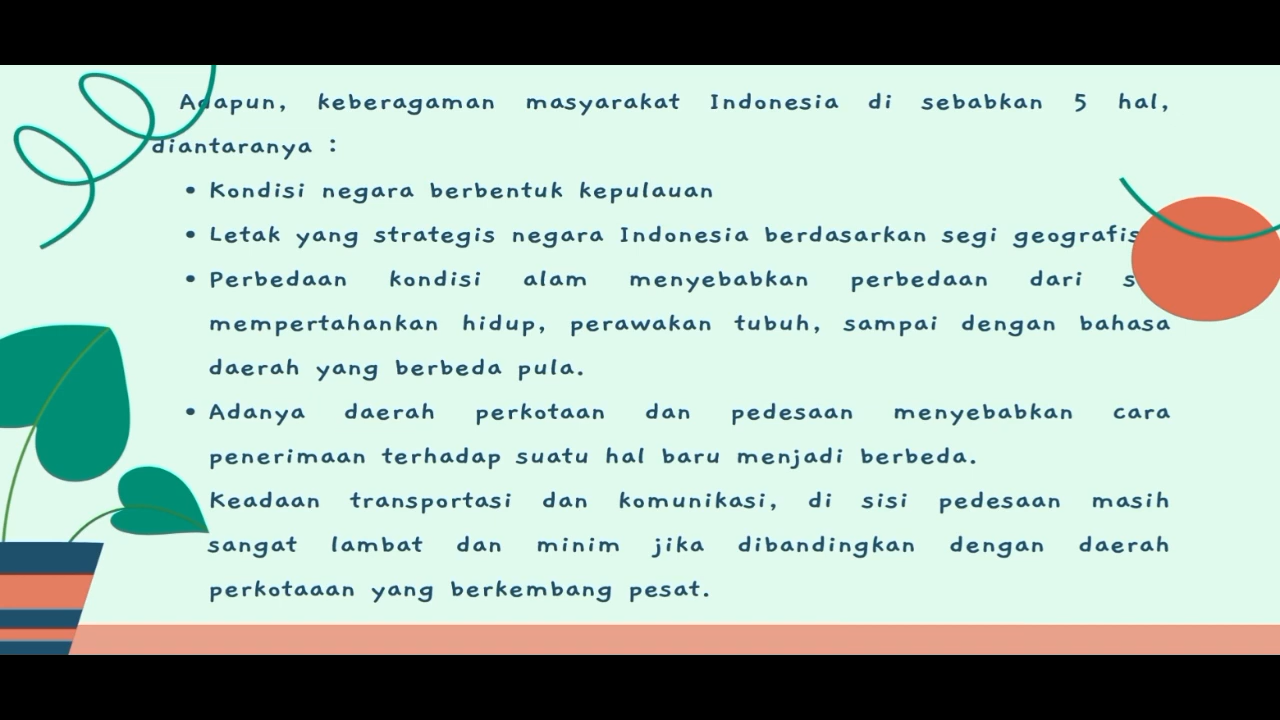 Adapun, keberagaman masyarakat Indonesia di sebabkan 5 hal,
diantaranya :
• Kondisi negara berbentuk kepulauan
• Letak yang strategis negara Indonesia berdasarkan segi geografis
• Perbedaan kondisi alam menyebabkan perbedaan dari
mempertahankan hidup, perawakan tubuh, sampai dengan bahasa
daerah yang berbeda pula.
• Adanya daerah perkotaan dan pedesaan menyebabkan cara
penerimaan terhadap suatu hal baru menjadi berbeda.
Keadaan transportasi dan komunikasi, di sisi pedesaan masih
sangat lambat dan minim jika dibandingkan dengan daerah
perkotaaan yang berkembang pesat.